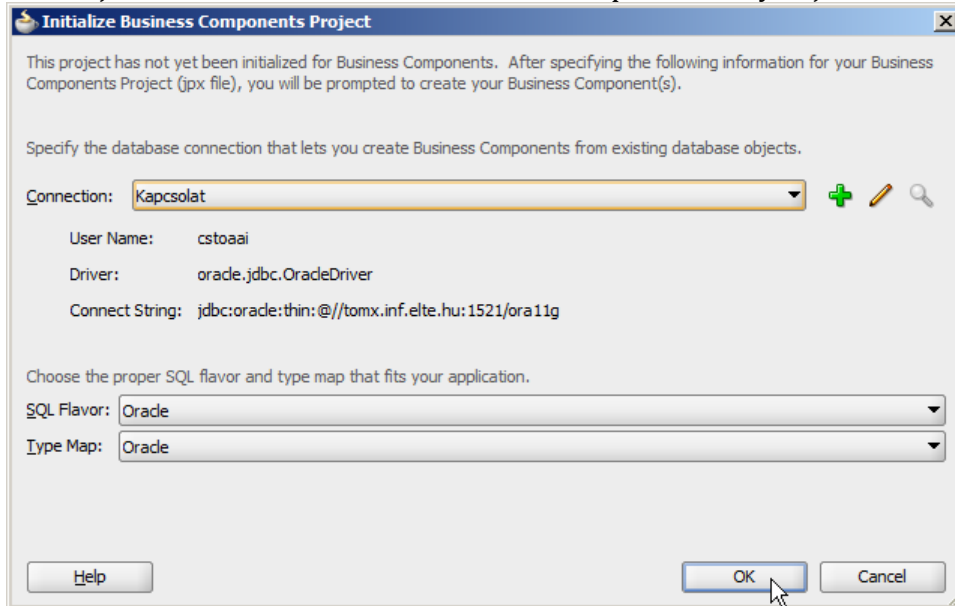 Initialize Business Components Project
This project has not yet been initialized for Business Components. After specifying the following information for your Business
Components Project (jpx file), you will be prompted to create your Business Component(s).
Specify the database connection that lets you create Business Components from existing database objects.
Connection: Kapcsolat
User Name: cstoaai
Driver: oracle.jdbc.OracleDriver
Connect String: jdbc:oracle:thin:@//tomx.inf.elte.hu:1521/ora11g
Choose the proper SQL flavor and type map that fits your application.
SQL Flavor: Oracle
Type Map: Oracle
Help OK Cancel